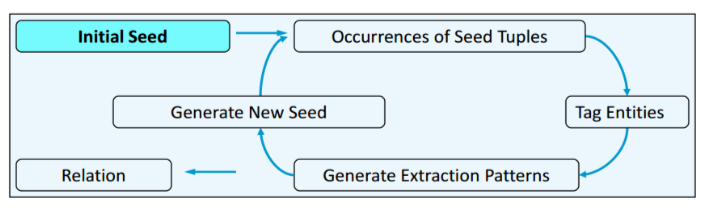 Initial Seed
Occurrences of Seed Tuples
Generate New Seed
Tag Entities
Relation
Generate Extraction Patterns